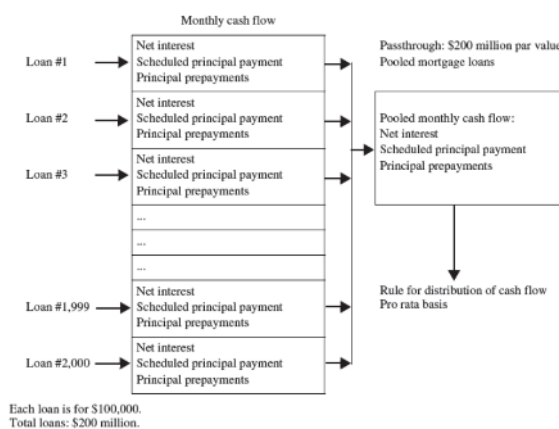 Monthly cash flow
Loan #1
Net interest
Scheduled principal payment
Principal prepayments
Loan #2
Net interest
Scheduled principal payment
Principal prepayments
Loan #3
Net interest
Scheduled principal payment
Principal prepayments
...
...
...
Loan #1,999
Net interest
Scheduled principal payment
Principal prepayments
Loan #2,000
Net interest
Scheduled principal payment
Principal prepayments
Passthrough: $200 million par value
Pooled mortgage loans
Pooled monthly cash flow:
Net interest
Scheduled principal payment
Principal prepayments
Rule for distribution of cash flow
Pro rata basis
Each loan is for $100,000.
Total loans: $200 million.